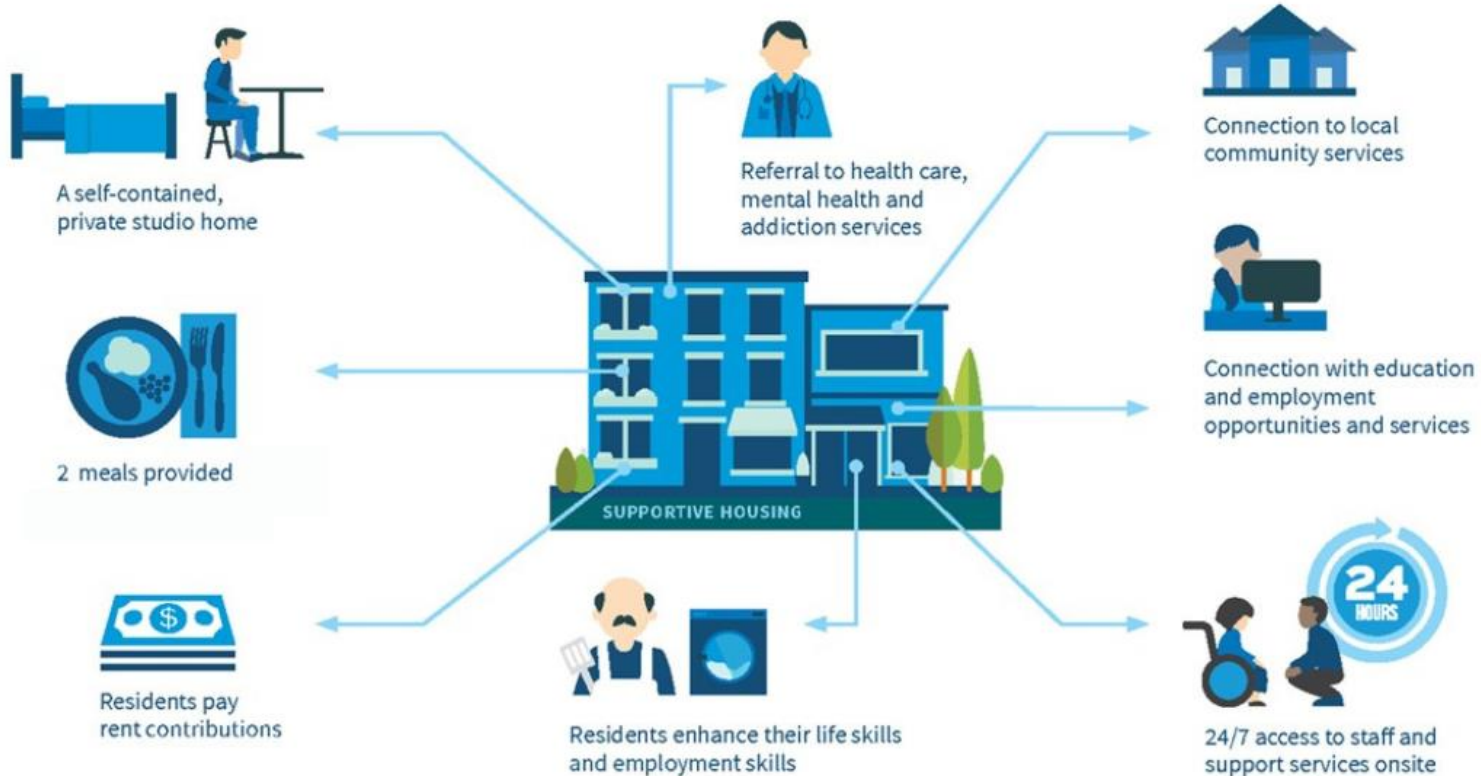 A self-contained,
private studio home
Referral to health care,
mental health and
addiction services
Connection to local
community services
2 meals provided
Connection with education
and employment
opportunities and services
SUPPORTIVE HOUSING
$
Residents pay
rent contributions
Residents enhance their life skills
and employment skills
24
HOURS
24/7 access to staff and
support services onsite